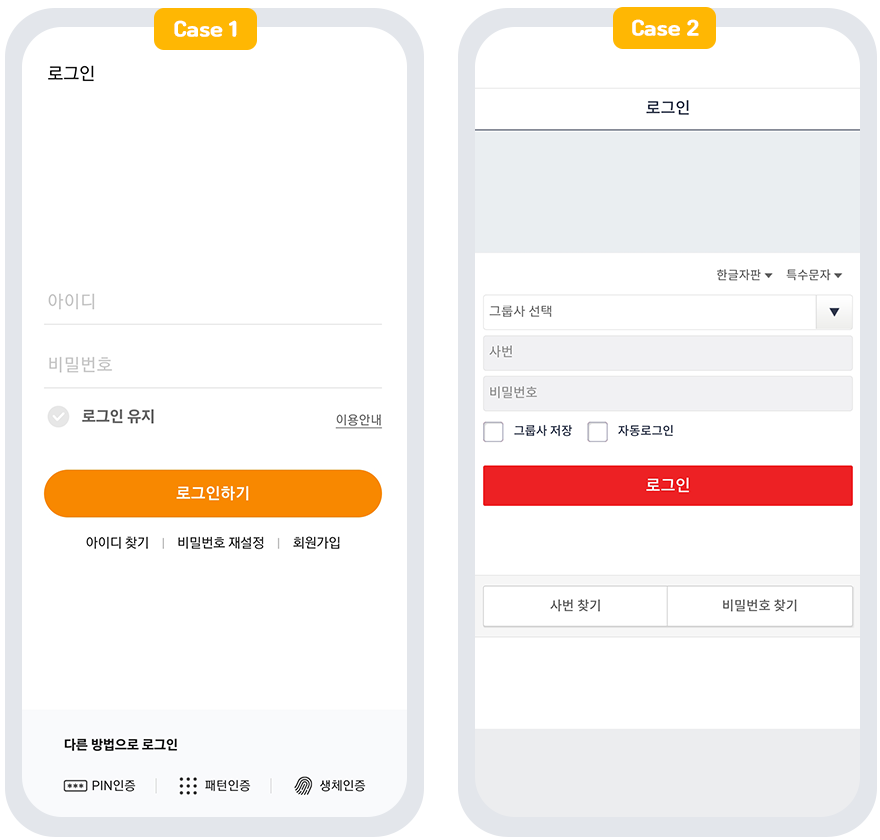 Case 1
로그인
아이디
비밀번호
로그인 유지
이용안내
로그인하기
아이디 찾기 | 비밀번호 재설정 | 회원가입
다른 방법으로 로그인
PIN인증 | 패턴인증 | 생체인증
Case 2
로그인
한글자판 특수문자
그룹사 선택
사번
비밀번호
그룹사 저장 자동로그인
로그인
사번 찾기 비밀번호 찾기